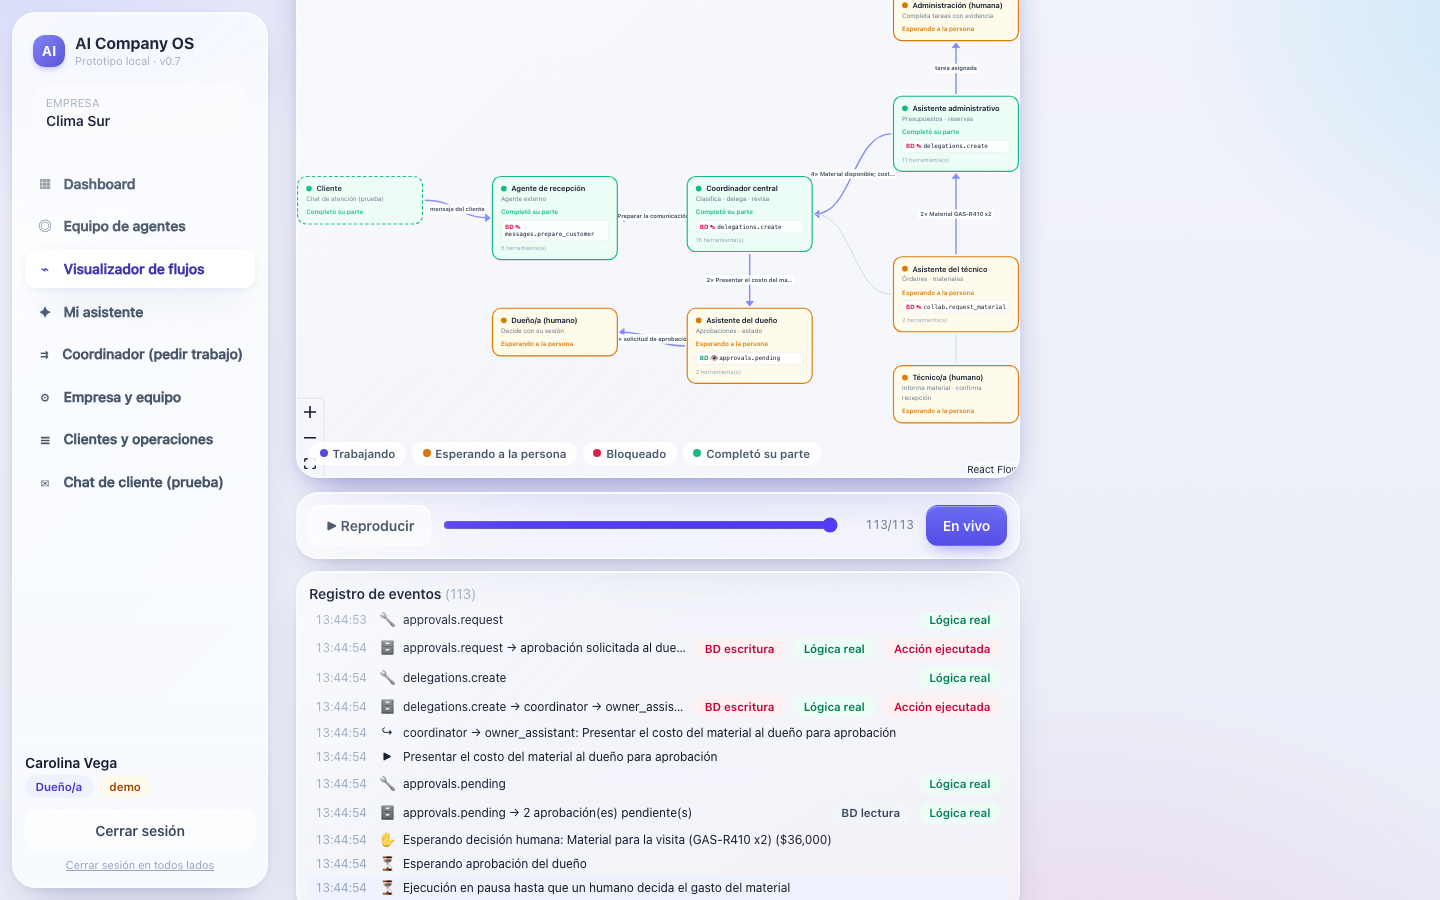 AI
AI Company OS
Prototipo local · v0.7
EMPRESA
Clima Sur
Dashboard
Equipo de agentes
Visualizador de flujos
Mi asistente
Coordinador (pedir trabajo)
Empresa y equipo
Clientes y operaciones
Chat de cliente (prueba)
Carolina Vega
Dueño/a
demo
Cerrar sesión
Cerrar sesión en todos lados
Administración (humana)
Completa tareas con evidencia
Esperando a la persona
tarea asignada
Asistente administrativo
Presupuestos · reservas
Completó su parte
BD delegations.create
11 herramienta(s)
4× Material disponible; cost...
2× Material GAS-R410 x2
Cliente
Chat de atención (prueba)
Completó su parte
mensaje del cliente
Agente de recepción
Agente externo
Completó su parte
BD
messages.prepare_customer
5 herramienta(s)
Preparar la comunicación
Coordinador central
Clasifica · delega · revisa
Completó su parte
BD delegations.create
15 herramienta(s)
2× Presentar el costo del ma...
Asistente del técnico
Órdenes · materiales
Esperando a la persona
BD collab.request_material
2 herramienta(s)
Dueño/a (humano)
Decide con su sesión
Esperando a la persona
× solicitud de aprobació
Asistente del dueño
Aprobaciones · estado
Esperando a la persona
BD approvals.pending
2 herramienta(s)
Técnico/a (humano)
Informa material · confirma
recepción
Esperando a la persona
Trabajando
Esperando a la persona
Bloqueado
Completó su parte
React Flow
Reproducir
113/113
En vivo
Registro de eventos (113)
13:44:53 approvals.request Lógica real
13:44:54 approvals.request → aprobación solicitada al due... BD escritura Lógica real Acción ejecutada
13:44:54 delegations.create Lógica real
13:44:54 delegations.create → coordinator → owner_assis... BD escritura Lógica real Acción ejecutada
13:44:54 coordinator → owner_assistant: Presentar el costo del material al dueño para aprobación
13:44:54 Presentar el costo del material al dueño para aprobación
13:44:54 approvals.pending Lógica real
13:44:54 approvals.pending → 2 aprobación(es) pendiente(s) BD lectura Lógica real
13:44:54 Esperando decisión humana: Material para la visita (GAS-R410 x2) ($36,000)
13:44:54 Esperando aprobación del dueño
13:44:54 Ejecución en pausa hasta que un humano decida el gasto del material